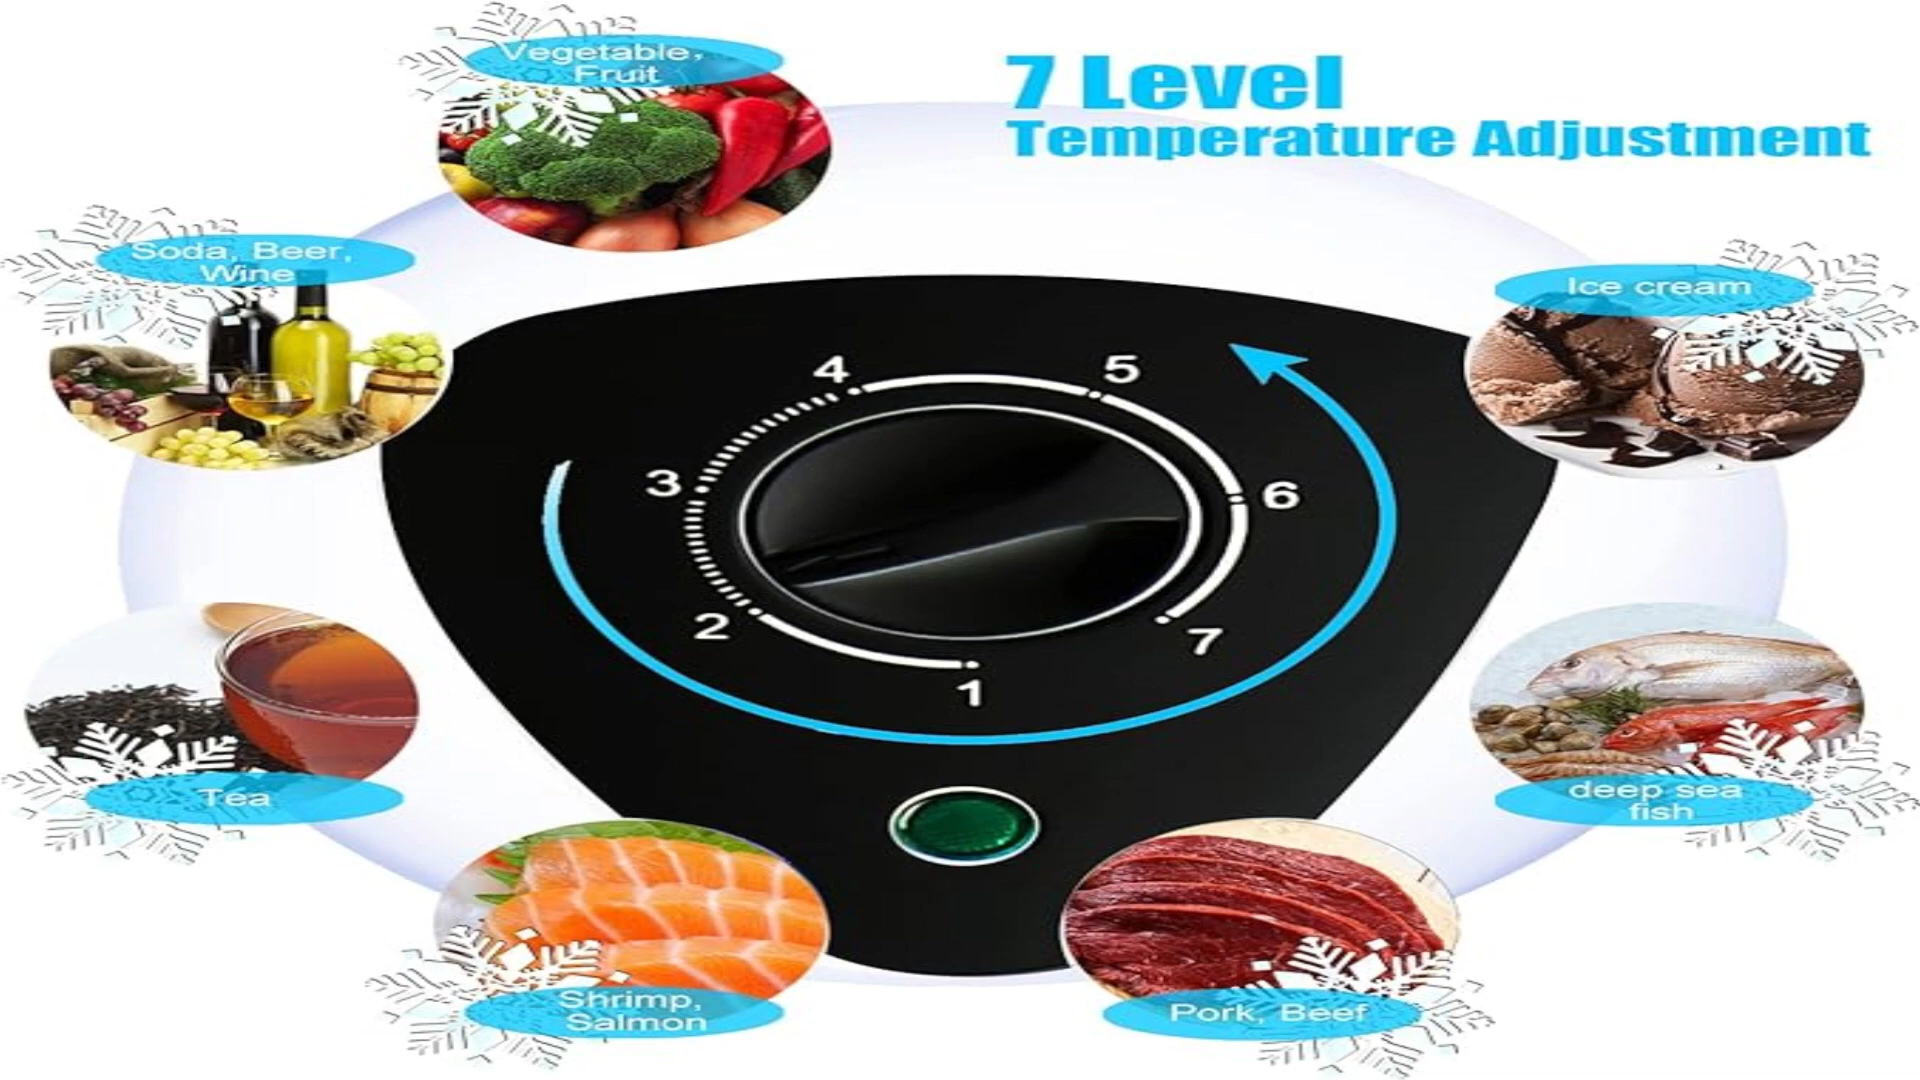 7 Level
Temperature Adjustment
Vegetable,
Fruit
Soda, Beer,
Wine
Ice cream
4
5
3
6
2
7
1
Tea
deep sea
fish
Shrimp,
Salmon
Pork, Beef